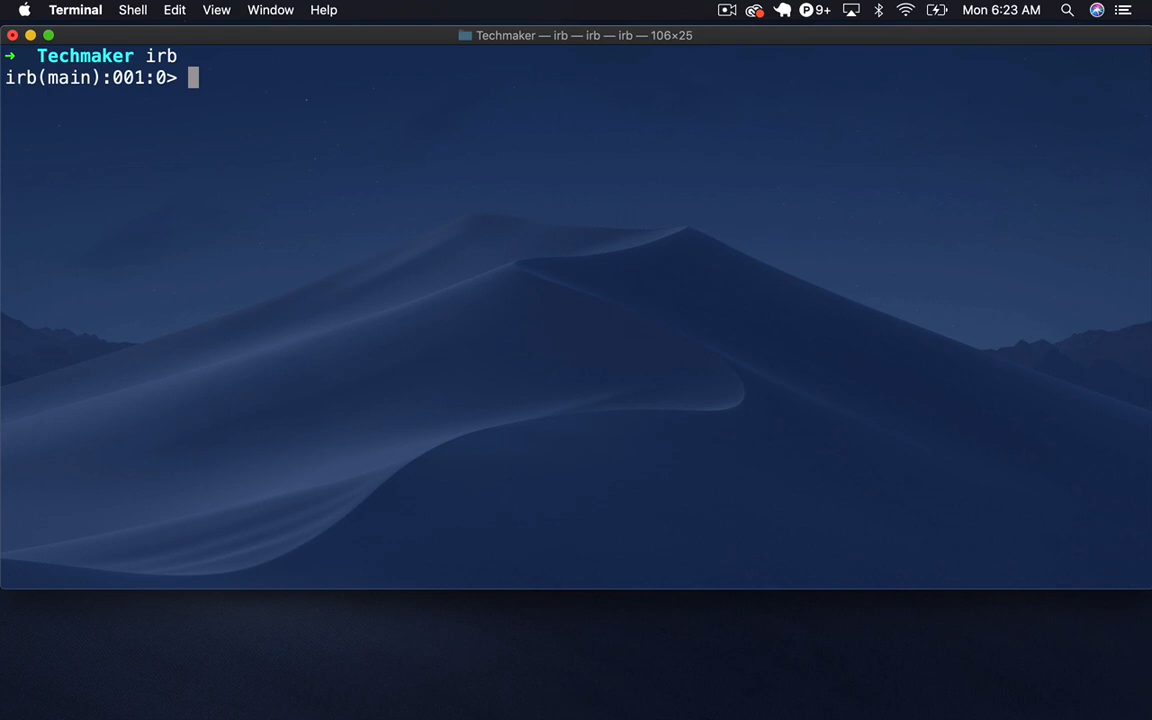 Terminal Shell Edit View Window Help 9+ Mon 6:23 AM
Techmaker — irb — irb — irb — 106×25
→ Techmaker irb
irb(main):001:0>